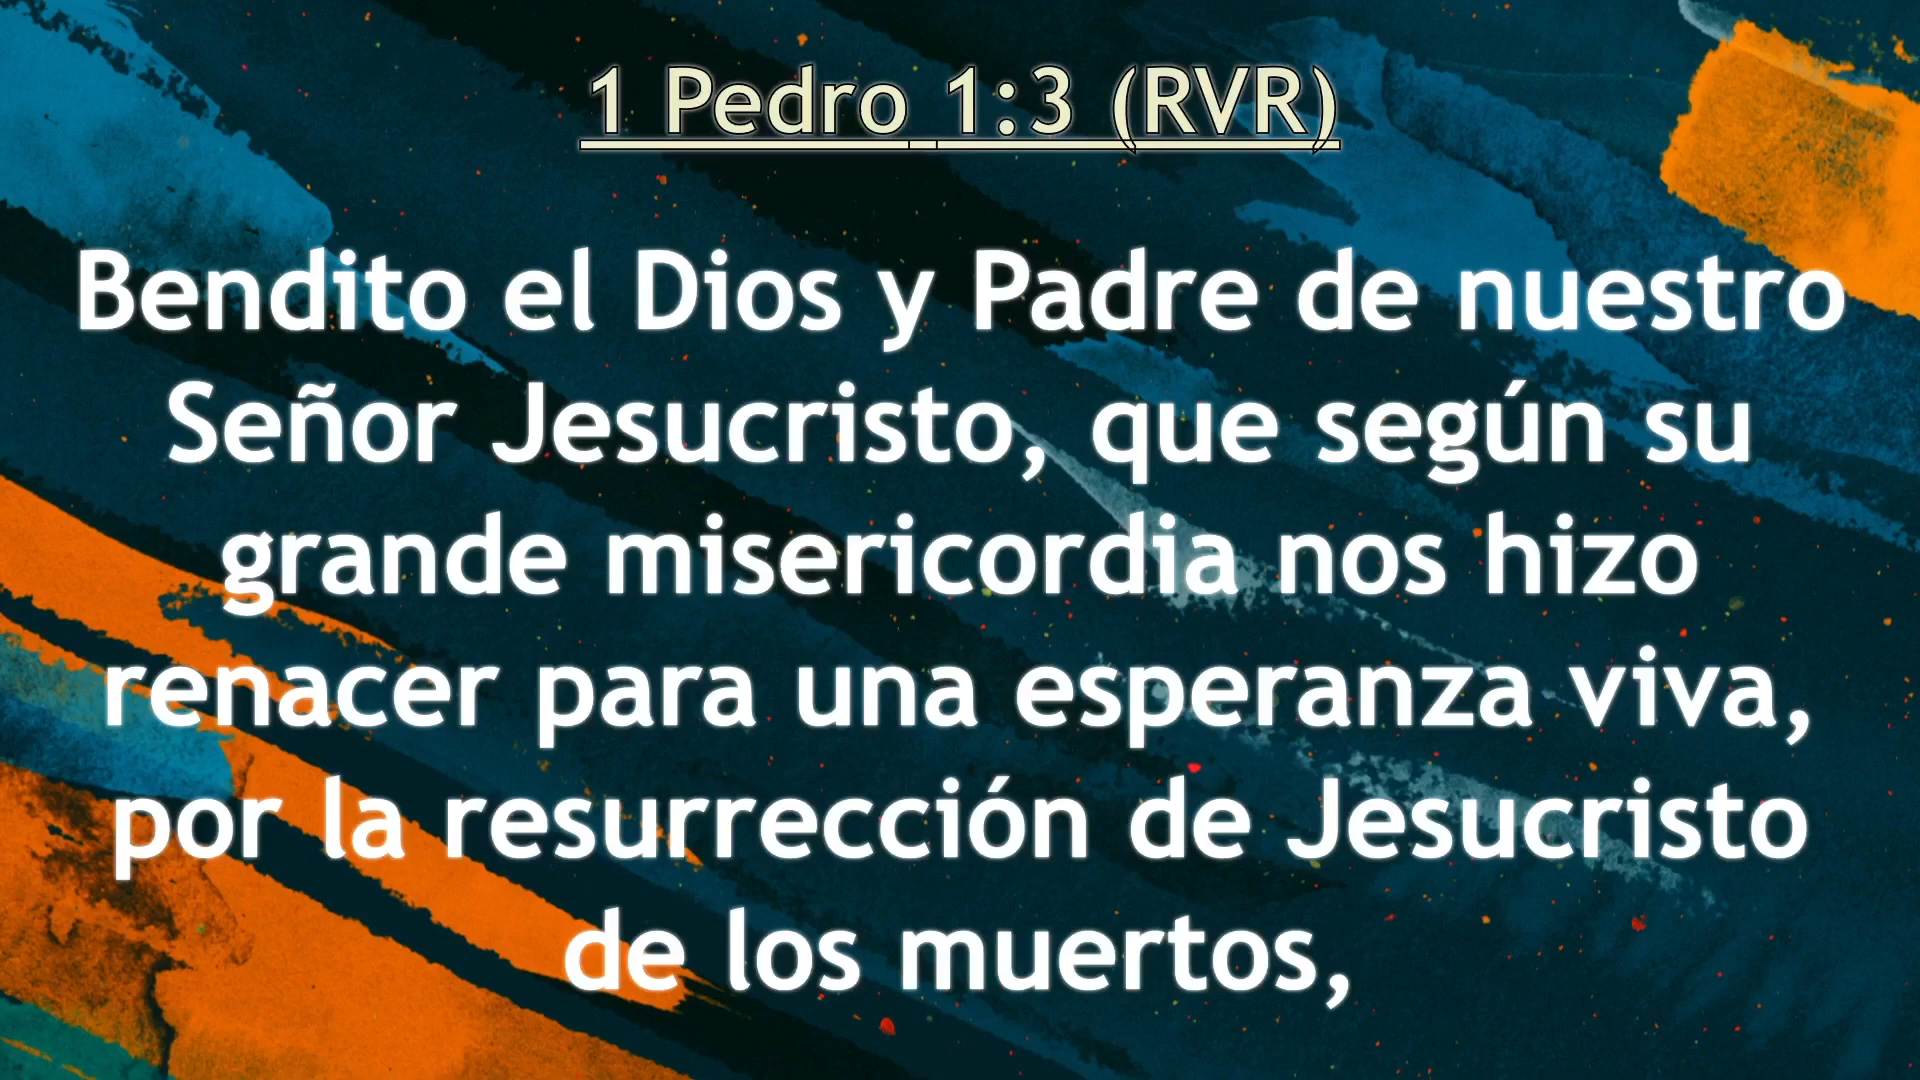 1 Pedro 1:3 (RVR)
Bendito el Dios y Padre de nuestro
Señor Jesucristo, que según su
grande misericordia nos hizo
renacer para una esperanza viva,
por la resurrección de Jesucristo
de los muertos,